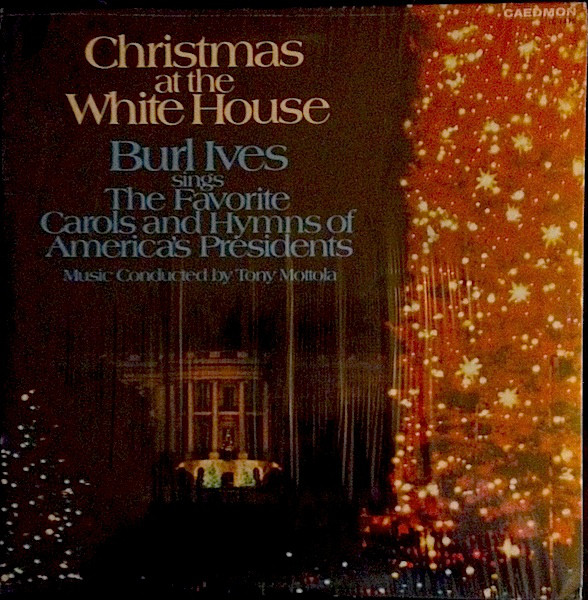 CAEDMON
Christmas
at the
White House
Burl Ives
sings
The Favorite
Carols and Hymns of
America's Presidents
Music Conducted by Tony Mottola